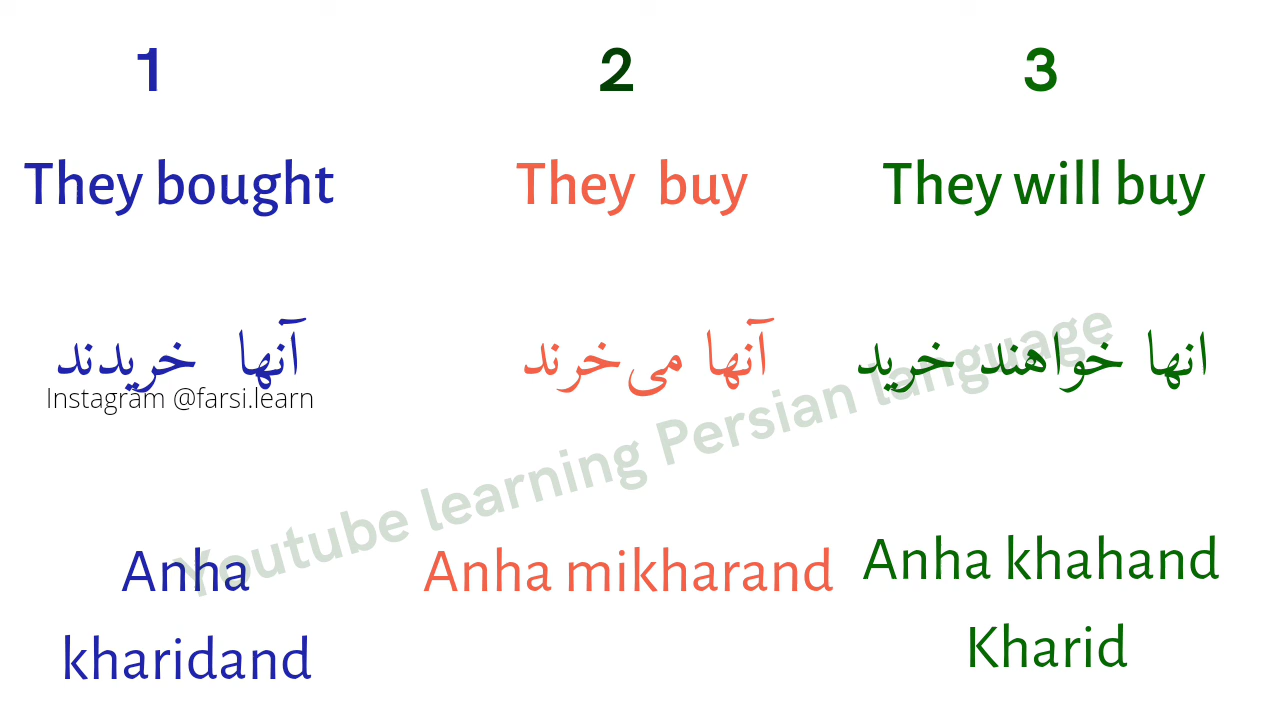 1
They bought
آنها خریدند
Instagram @farsi.learn
Anha
kharidand
2
They buy
آنها می‌خرند
Anha mikharand
3
They will buy
انها خواهند خرید
Anha khahand
Kharid
Youtube learning Persian language